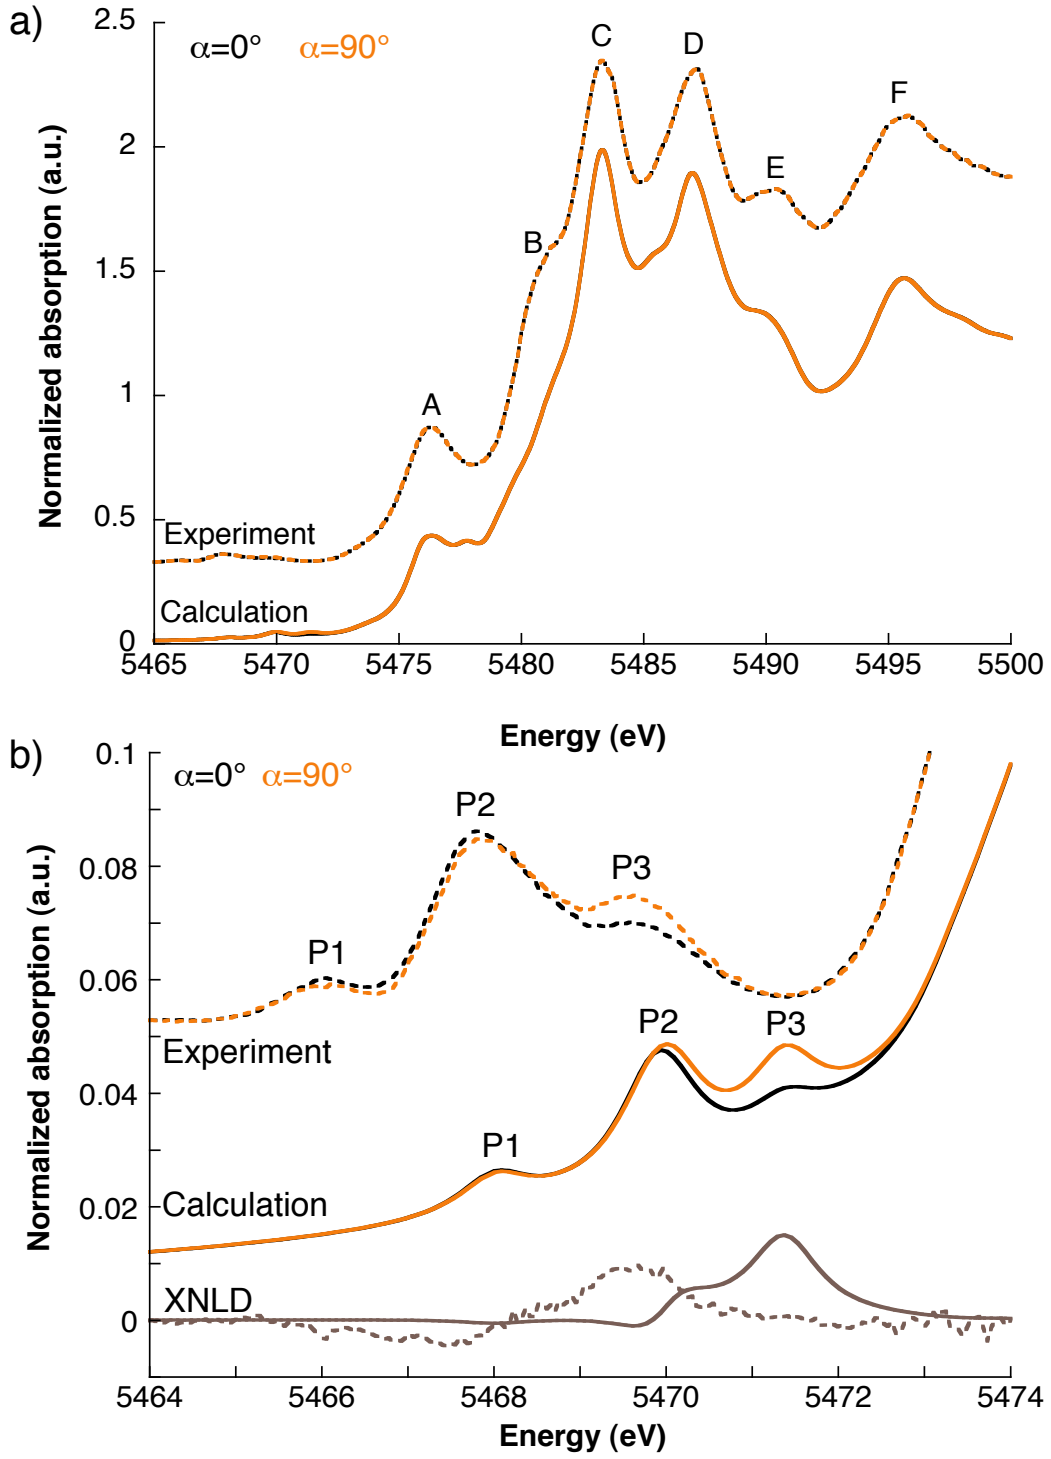 a)
2.5
α=0° α=90°
C
D
F
2
E
B
1.5
1
A
0.5
Experiment
Calculation
0
5465 5470 5475 5480 5485 5490 5495 5500
Normalized absorption (a.u.)
Energy (eV)
b)
0.1
α=0° α=90°
P2
0.08
P3
P1
0.06
P2 P3
Experiment
0.04
P1
Calculation
0.02
XNLD
0
5464 5466 5468 5470 5472 5474
Normalized absorption (a.u.)
Energy (eV)